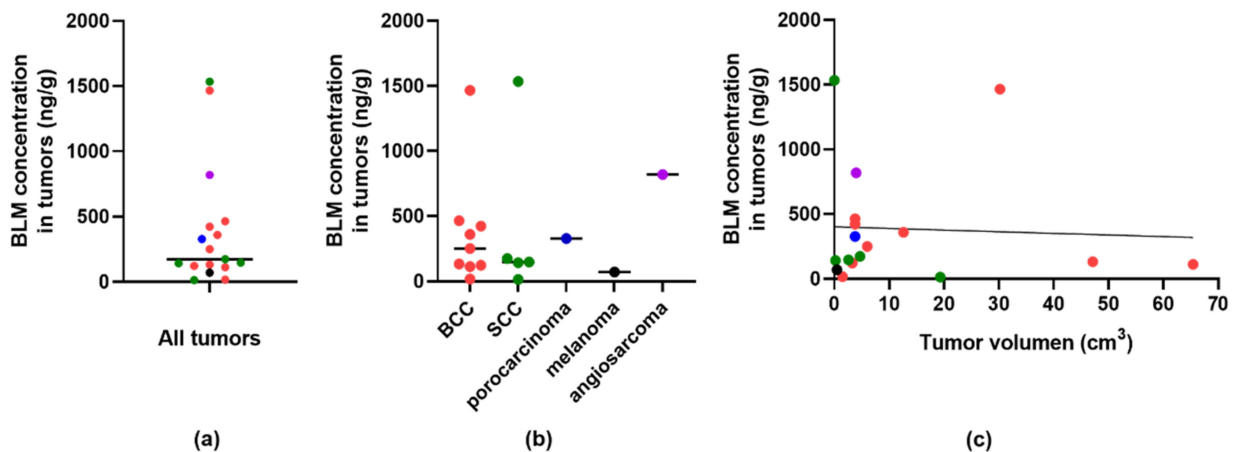 BLM concentration
in tumors (ng/g)
2000
1500
1000
500
0
All tumors
(a)
BLM concentration
in tumors (ng/g)
2000
1500
1000
500
0
BCC
SCC
porocarcinoma
melanoma
angiosarcoma
(b)
BLM concentration
in tumors (ng/g)
2000
1500
1000
500
0
0 10 20 30 40 50 60 70
Tumor volumen (cm³)
(c)